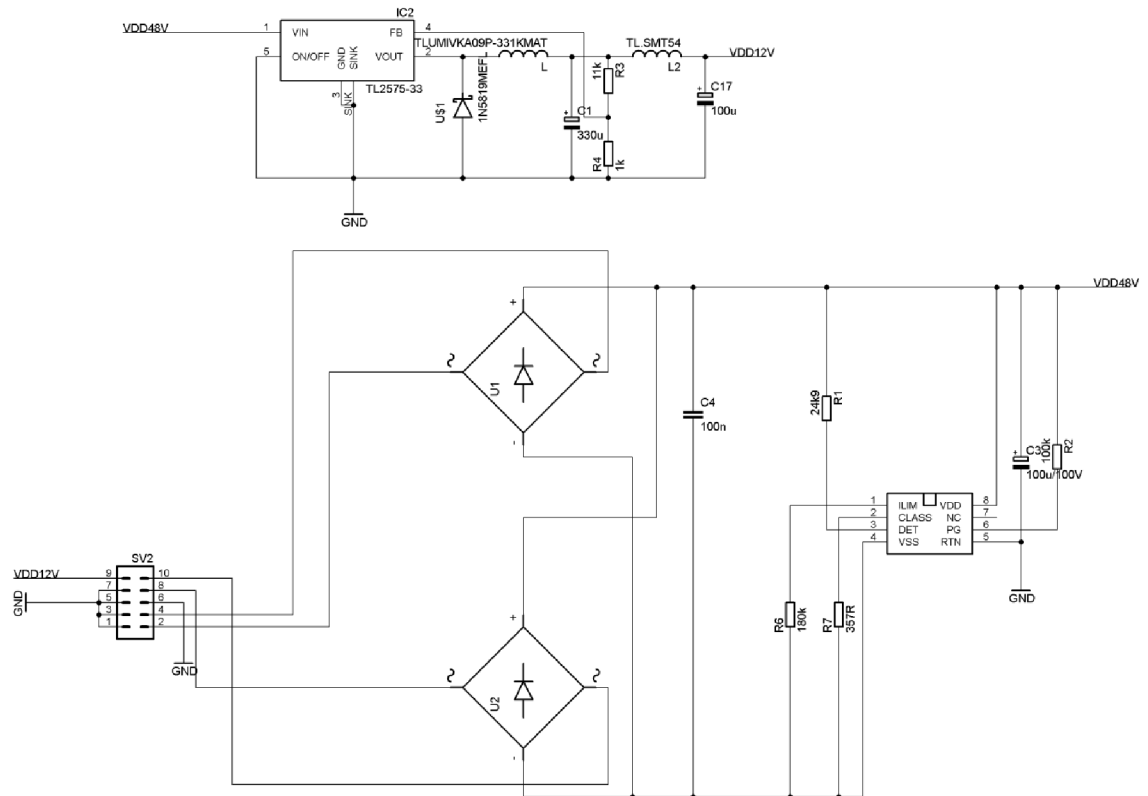 IC2
VDD48V
1
VIN
FB
4
TLUMIVKA09P-331KMAT
TL.SMT54
VDD12V
5
ON/OFF
GND
SINK
VOUT
2
L
L2
3
SINK
TL2575-33
U$1
1N5819MEFL
C1
330u
11k
R3
R4
1k
C17
100u
GND
VDD48V
U1
C4
100n
24k9
R1
C3
100u/100V
100k
R2
1
ILIM
VDD
8
2
CLASS
NC
7
3
DET
PG
6
4
VSS
RTN
5
GND
SV2
VDD12V
9
10
7
8
5
6
3
4
1
2
GND
GND
R6
180k
R7
357R
U2